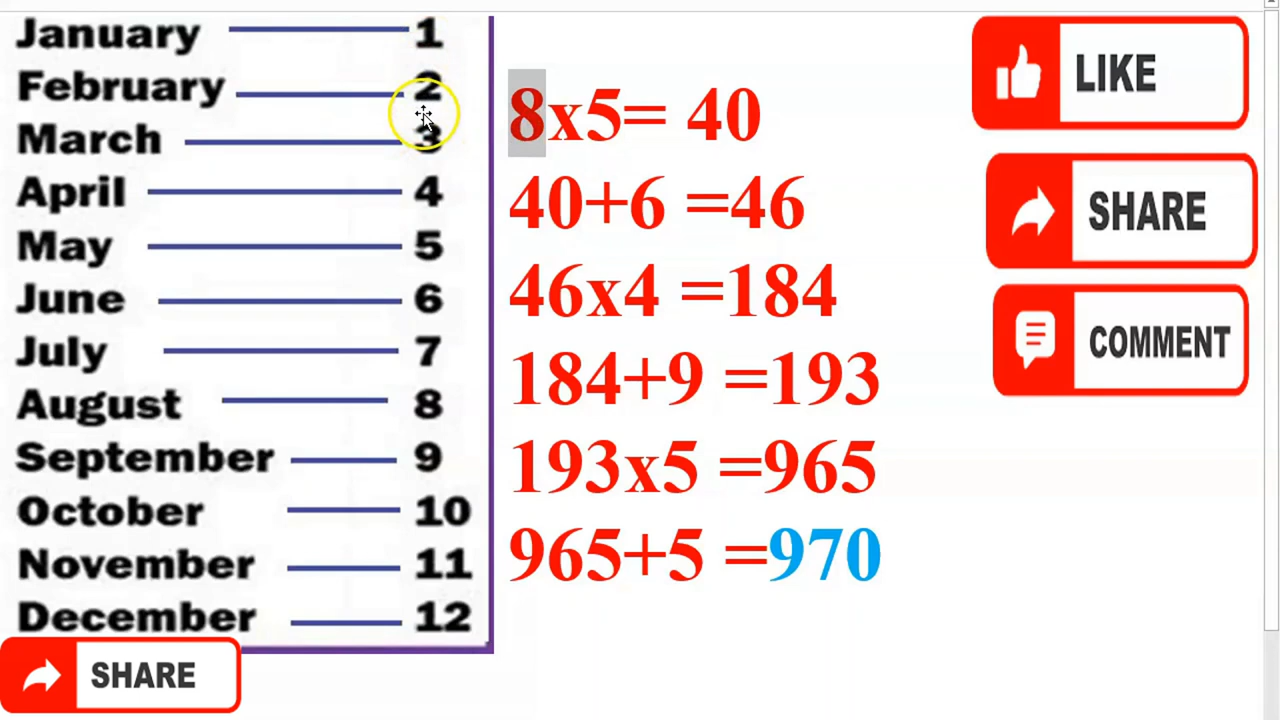 January 1
February 2
March 3
April 4
May 5
June 6
July 7
August 8
September 9
October 10
November 11
December 12
SHARE
8x5= 40
40+6 =46
46x4 =184
184+9 =193
193x5 =965
965+5 =970
LIKE
SHARE
COMMENT